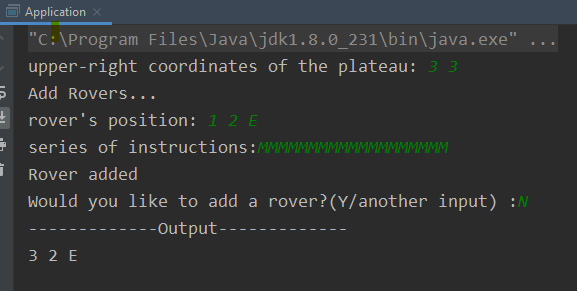 Application
"C:\Program Files\Java\jdk1.8.0_231\bin\java.exe" ...
upper-right coordinates of the plateau: 3 3
Add Rovers...
rover's position: 1 2 E
series of instructions:MMMMMMMMMMMMMMMMMMM
Rover added
Would you like to add a rover?(Y/another input) :N
-------------Output-------------
3 2 E